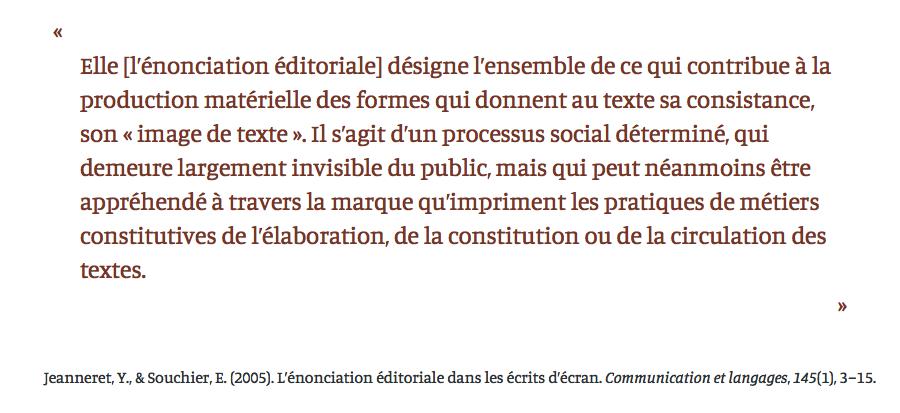 «
Elle [l’énonciation éditoriale] désigne l’ensemble de ce qui contribue à la
production matérielle des formes qui donnent au texte sa consistance,
son « image de texte ». Il s’agit d’un processus social déterminé, qui
demeure largement invisible du public, mais qui peut néanmoins être
appréhendé à travers la marque qu’impriment les pratiques de métiers
constitutives de l’élaboration, de la constitution ou de la circulation des
textes.
»
Jeanneret, Y., & Souchier, E. (2005). L’énonciation éditoriale dans les écrits d’écran. Communication et langages, 145(1), 3–15.